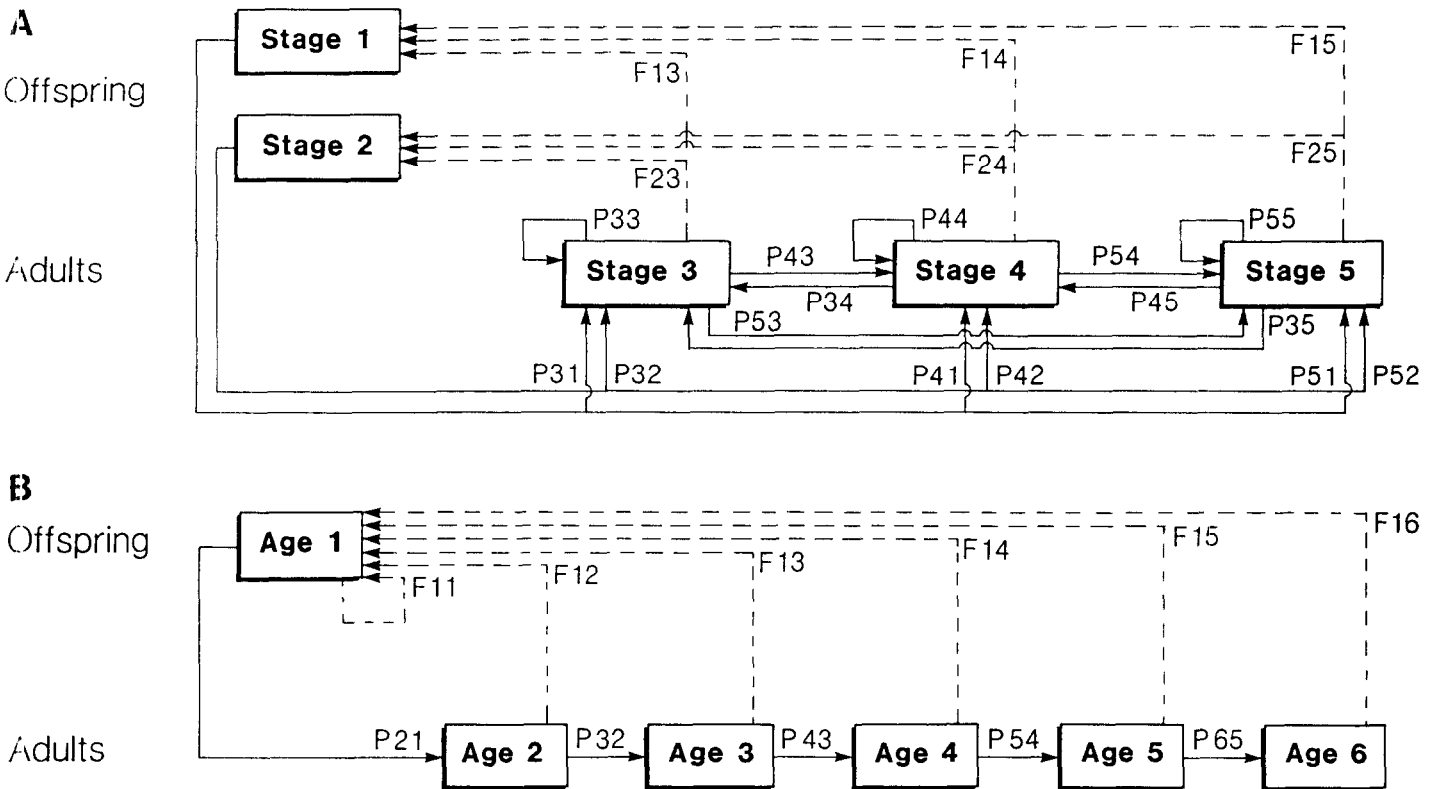 A
Stage 1
F13
F14
F15
Offspring
Stage 2
F23
F24
F25
P33
P44
P55
Adults
Stage 3
P43
Stage 4
P54
Stage 5
P34
P45
P53
P35
P31
P32
P41
P42
P51
P52
B
Offspring
Age 1
F11
F12
F13
F14
F15
F16
Adults
P21
Age 2
P32
Age 3
P43
Age 4
P54
Age 5
P65
Age 6